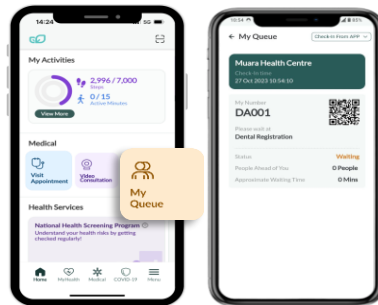 14:24
5G
My Activities
2,996 / 7,000
Steps
0 / 15
Active Minutes
View More
Medical
Visit
Appointment
Video
Consultation
My
Queue
Health Services
National Health Screening Program
Understand your health risks by getting
checked regularly!
Home
MyHealth
Medical
COVID-19
Menu
10:54
85%
← My Queue
Check-in From APP
Muara Health Centre
Check-in time
27 Oct 2023 10:54:10
My Number
DA001
Please wait at
Dental Registration
Status
Waiting
People Ahead of You
0 People
Approximate Waiting Time
0 Mins